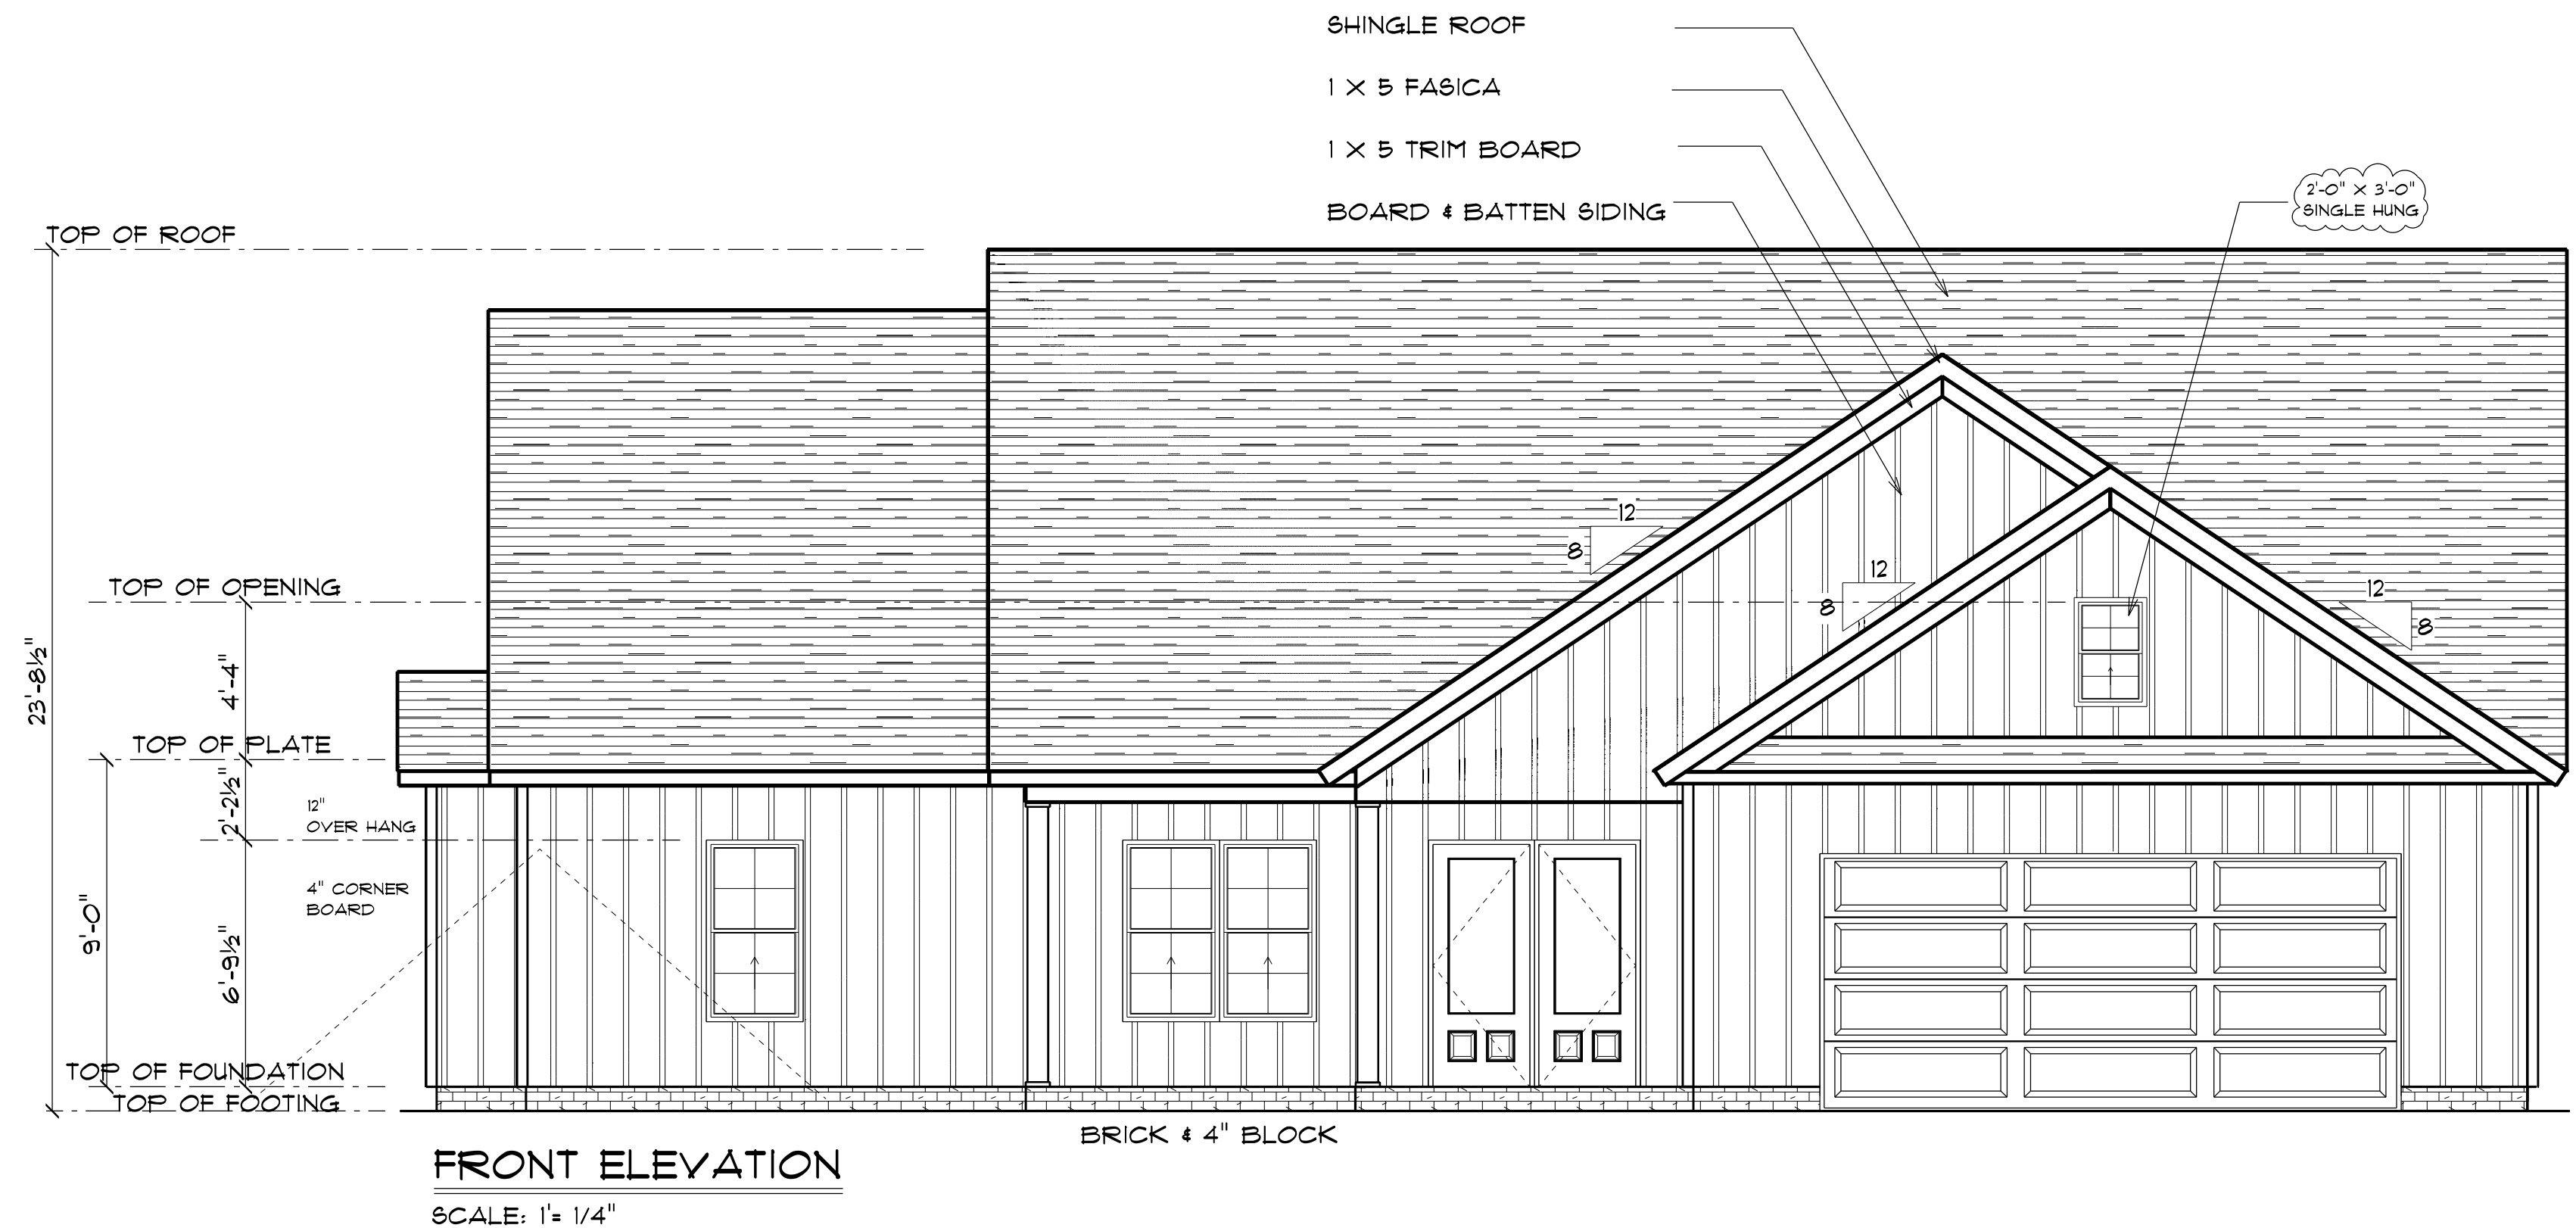 SHINGLE ROOF
1 X 5 FASICA
1 X 5 TRIM BOARD
BOARD & BATTEN SIDING
2'-0" X 3'-0"
SINGLE HUNG
TOP OF ROOF
12
8
12
8
12
8
TOP OF OPENING
23'-8½"
4'-4"
TOP OF PLATE
2'-2½"
12"
OVER HANG
4" CORNER
BOARD
9'-0"
6'-9½"
TOP OF FOUNDATION
TOP OF FOOTING
BRICK & 4" BLOCK
FRONT ELEVATION
SCALE: 1'= 1/4"